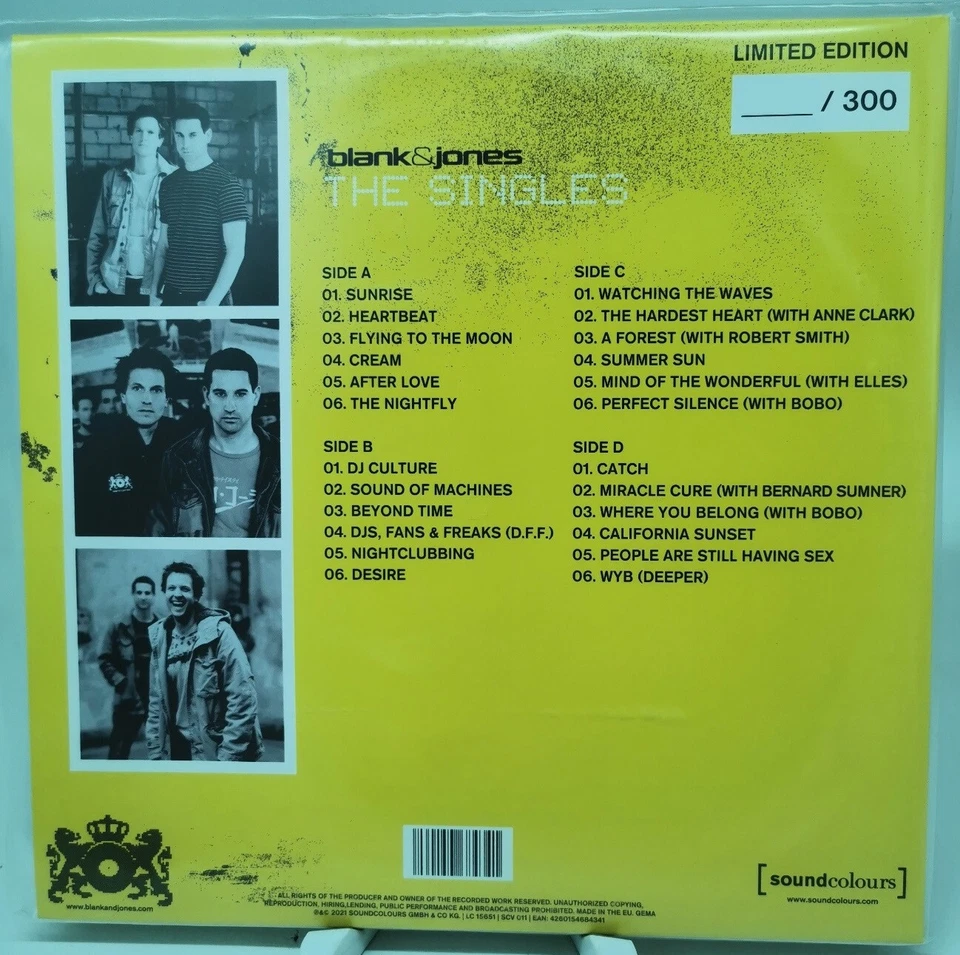 LIMITED EDITION
/ 300
blank&jones
THE SINGLES
SIDE A
01. SUNRISE
02. HEARTBEAT
03. FLYING TO THE MOON
04. CREAM
05. AFTER LOVE
06. THE NIGHTFLY
SIDE B
01. DJ CULTURE
02. SOUND OF MACHINES
03. BEYOND TIME
04. DJS, FANS & FREAKS (D.F.F.)
05. NIGHTCLUBBING
06. DESIRE
SIDE C
01. WATCHING THE WAVES
02. THE HARDEST HEART (WITH ANNE CLARK)
03. A FOREST (WITH ROBERT SMITH)
04. SUMMER SUN
05. MIND OF THE WONDERFUL (WITH ELLES)
06. PERFECT SILENCE (WITH BOBO)
SIDE D
01. CATCH
02. MIRACLE CURE (WITH BERNARD SUMNER)
03. WHERE YOU BELONG (WITH BOBO)
04. CALIFORNIA SUNSET
05. PEOPLE ARE STILL HAVING SEX
06. WYB (DEEPER)
www.blankandjones.com
ALL RIGHTS OF THE PRODUCER AND OWNER OF THE RECORDED WORK RESERVED. UNAUTHORIZED COPYING,
REPRODUCTION, HIRING, LENDING, PUBLIC PERFORMANCE AND BROADCASTING PROHIBITED. MADE IN THE EU. GEMA
℗&© 2021 SOUNDCOLOURS GMBH & CO KG. | LC 15651 | SCV 011 | EAN: 4260154684341
[soundcolours]
www.soundcolours.com